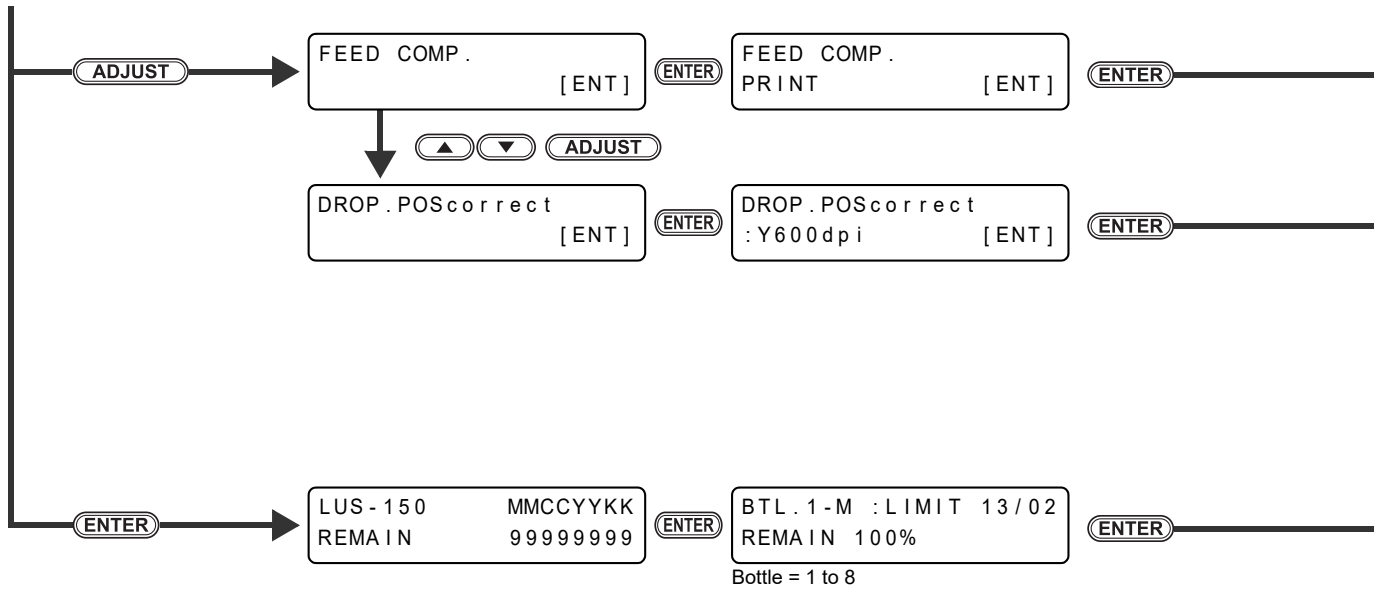 ADJUST
FEED COMP.
[ENT]
ENTER
FEED COMP.
PRINT [ENT]
ENTER
▲ ▼ ADJUST
DROP.POScorrect
[ENT]
ENTER
DROP.POScorrect
:Y600dpi [ENT]
ENTER
ENTER
LUS-150 MMCCYYKK
REMAIN 99999999
ENTER
BTL.1-M :LIMIT 13/02
REMAIN 100%
ENTER
Bottle = 1 to 8